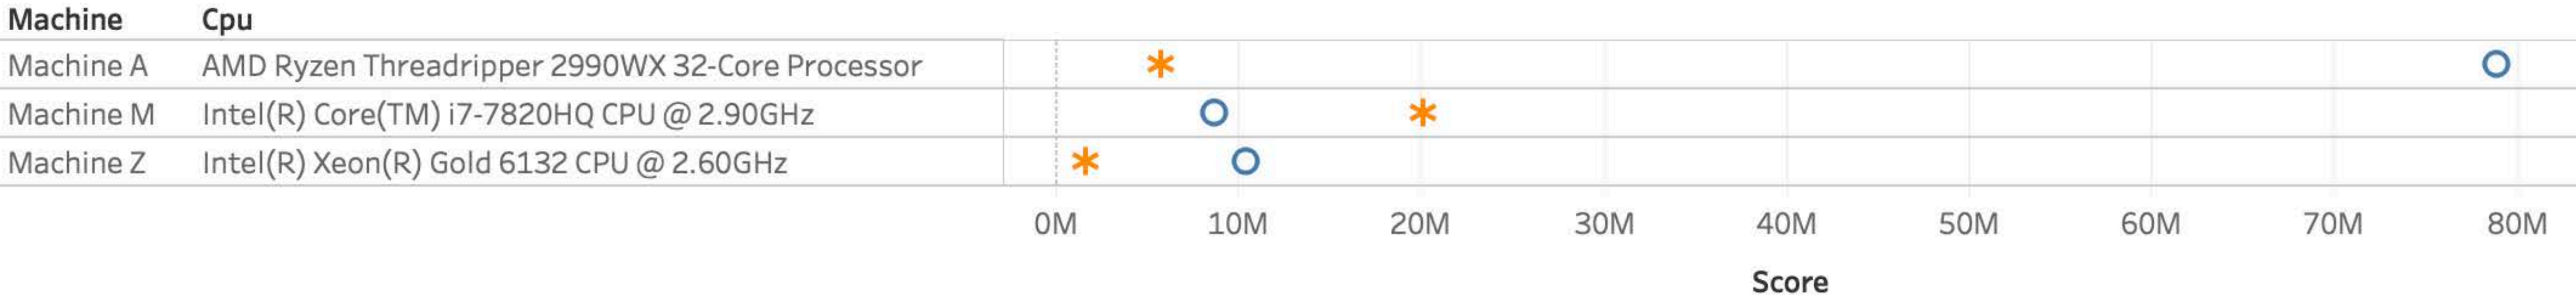 Machine Cpu
Machine A AMD Ryzen Threadripper 2990WX 32-Core Processor
Machine M Intel(R) Core(TM) i7-7820HQ CPU @ 2.90GHz
Machine Z Intel(R) Xeon(R) Gold 6132 CPU @ 2.60GHz
0M 10M 20M 30M 40M 50M 60M 70M 80M
Score